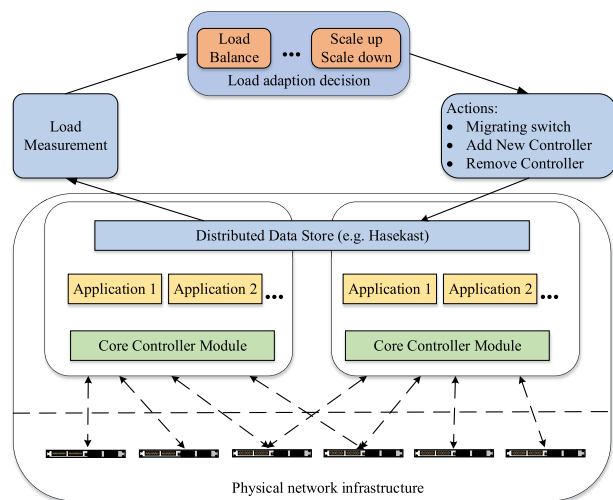 Load
Balance
...
Scale up
Scale down
Load adaption decision
Load
Measurement
Actions:
• Migrating switch
• Add New Controller
• Remove Controller
Distributed Data Store (e.g. Hasekast)
Application 1
Application 2
...
Application 1
Application 2
...
Core Controller Module
Core Controller Module
Physical network infrastructure